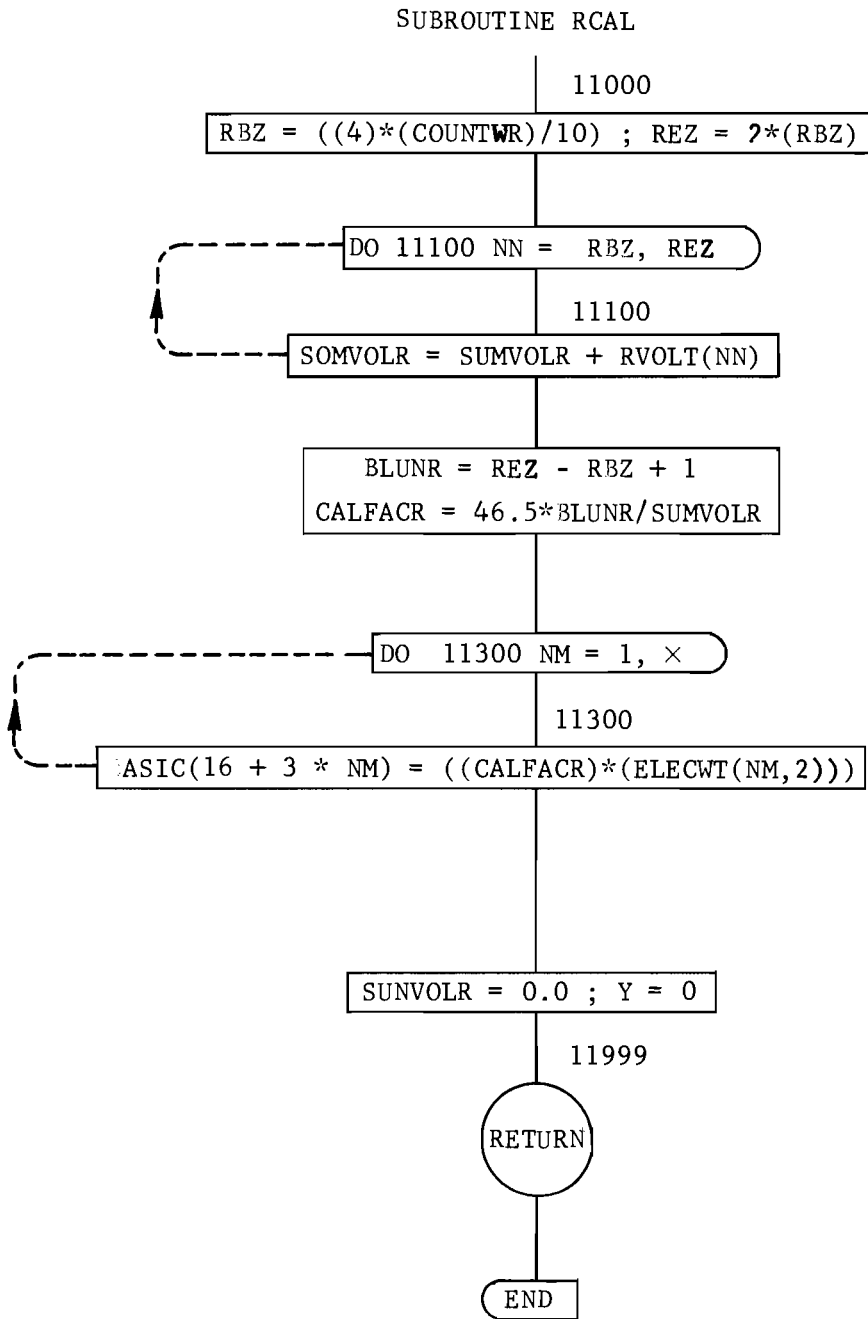 SUBROUTINE RCAL
11000
RBZ = ((4)*(COUNTWR)/10) ; REZ = 2*(RBZ)
DO 11100 NN = RBZ, REZ
11100
SOMVOLR = SUMVOLR + RVOLT(NN)
BLUNR = REZ - RBZ + 1
CALFACR = 46.5*BLUNR/SUMVOLR
DO 11300 NM = 1, ×
11300
ASIC(16 + 3 * NM) = ((CALFACR)*(ELECWT(NM,2)))
SUNVOLR = 0.0 ; Y = 0
11999
RETURN
END